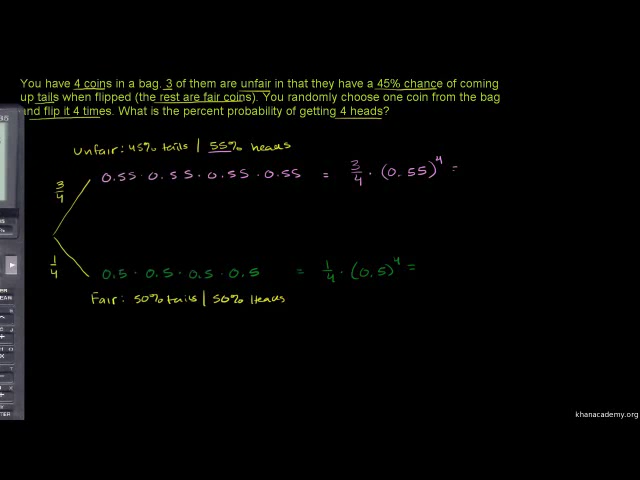 You have 4 coins in a bag. 3 of them are unfair in that they have a 45% chance of coming
up tails when flipped (the rest are fair coins). You randomly choose one coin from the bag
and flip it 4 times. What is the percent probability of getting 4 heads?
Unfair: 45% tails | 55% heads
3/4
0.55 · 0.55 · 0.55 · 0.55 = 3/4 · (0.55)^4 =
1/4
0.5 · 0.5 · 0.5 · 0.5 = 1/4 · (0.5)^4 =
Fair: 50% tails | 50% Heads
khanacademy.org